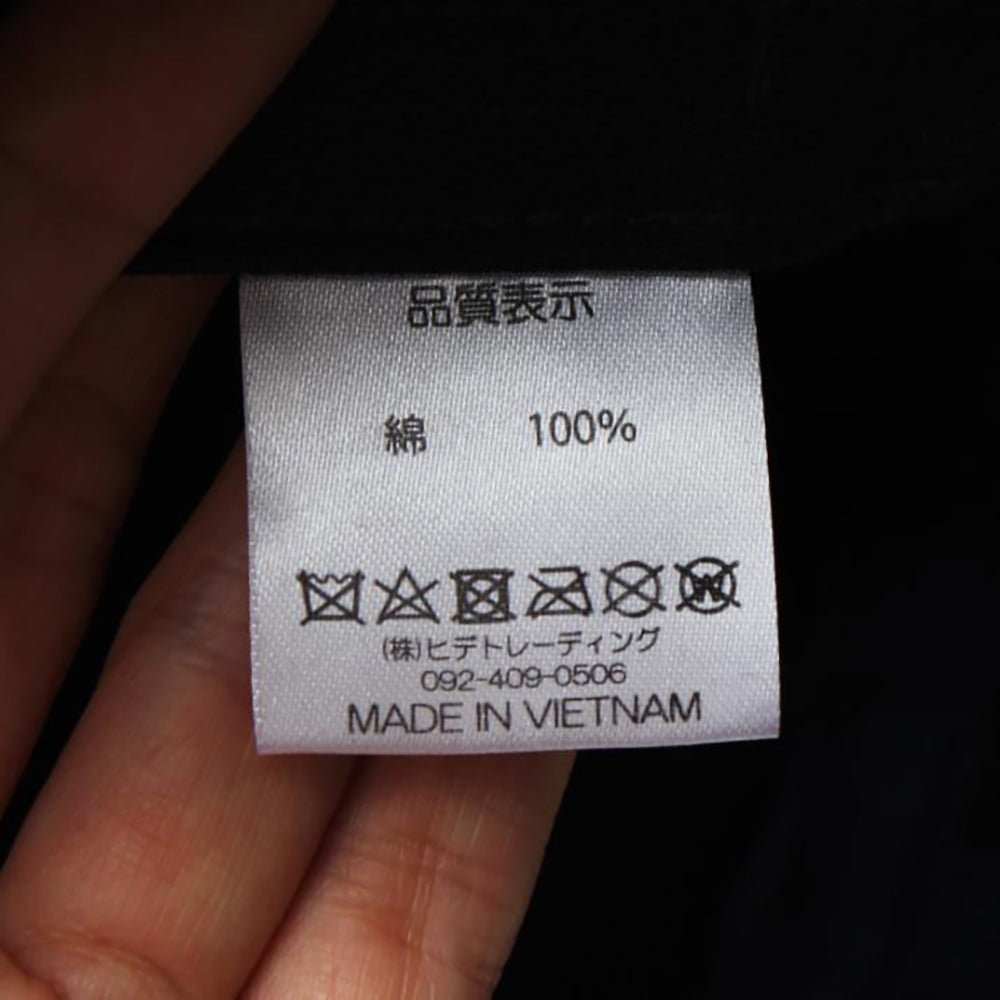 品質表示
綿 100%
W
(株)ヒデトレーディング
092-409-0506
MADE IN VIETNAM